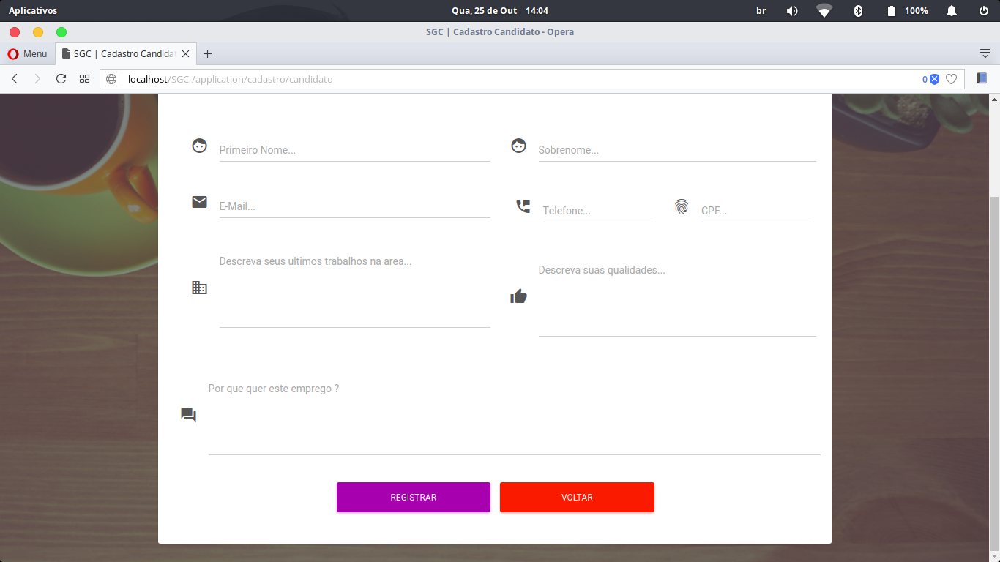 Aplicativos
Qua, 25 de Out 14:04
br
100%
SGC | Cadastro Candidato - Opera
Menu
SGC | Cadastro Candida
localhost/SGC-/application/cadastro/candidato
0
Primeiro Nome...
Sobrenome...
E-Mail...
Telefone...
CPF...
Descreva seus ultimos trabalhos na area...
Descreva suas qualidades...
Por que quer este emprego ?
REGISTRAR
VOLTAR